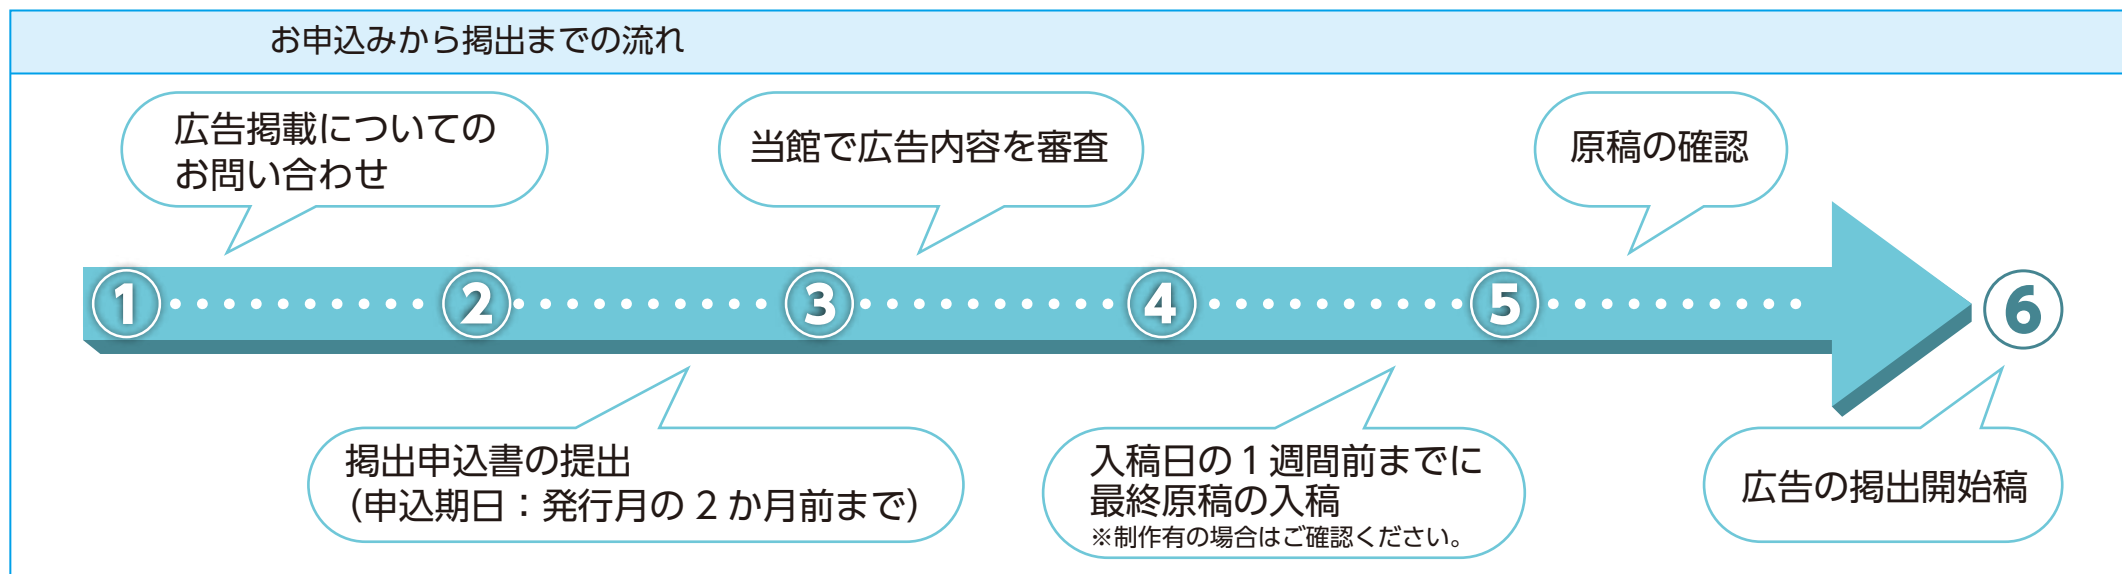 お申込みから掲出までの流れ
広告掲載についての
お問い合わせ
当館で広告内容を審査
原稿の確認
①
②
③
④
⑤
⑥
掲出申込書の提出
（申込期日：発行月の２か月前まで）
入稿日の１週間前までに
最終原稿の入稿
※制作有の場合はご確認ください。
広告の掲出開始稿